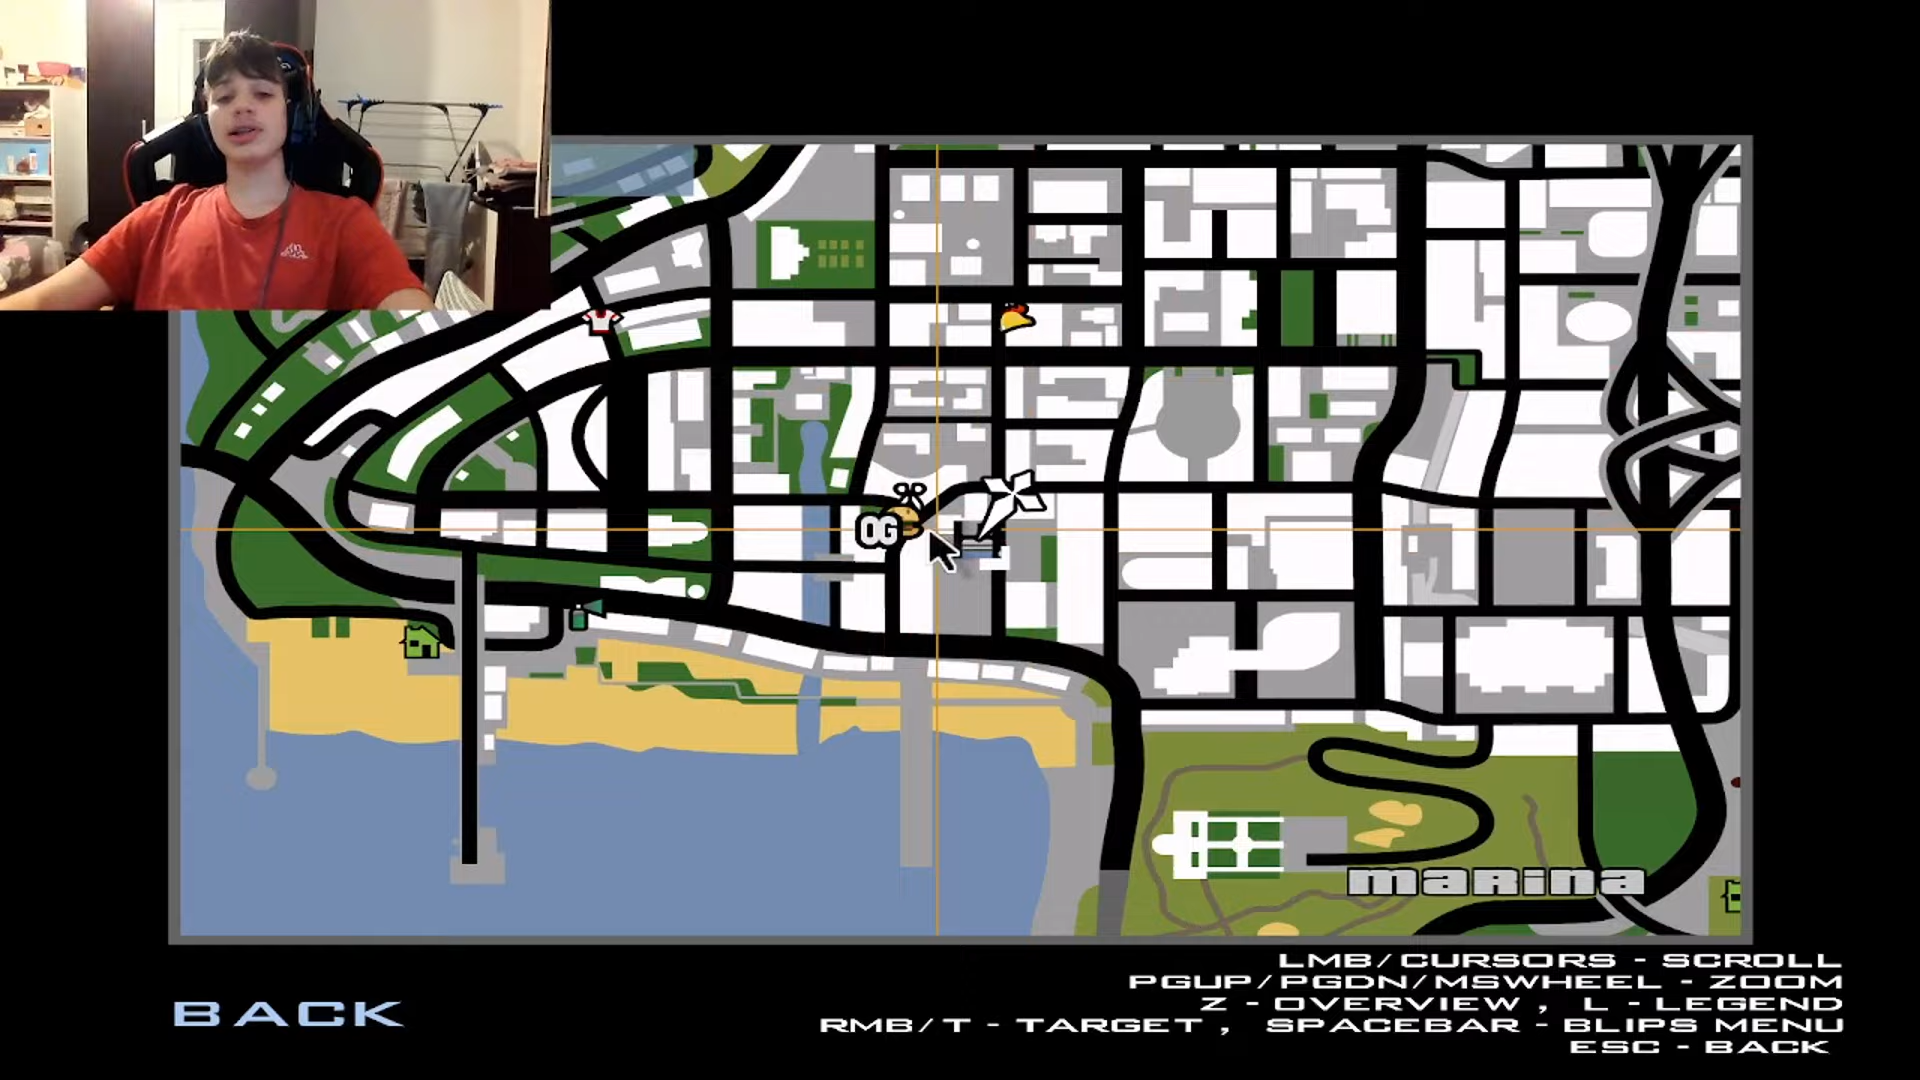 OG
MARINA
LMB/CURSORS - SCROLL
PGUP/PGDN/MSWHEEL - ZOOM
Z - OVERVIEW , L - LEGEND
RMB/T - TARGET , SPACEBAR - BLIPS MENU
ESC - BACK
BACK